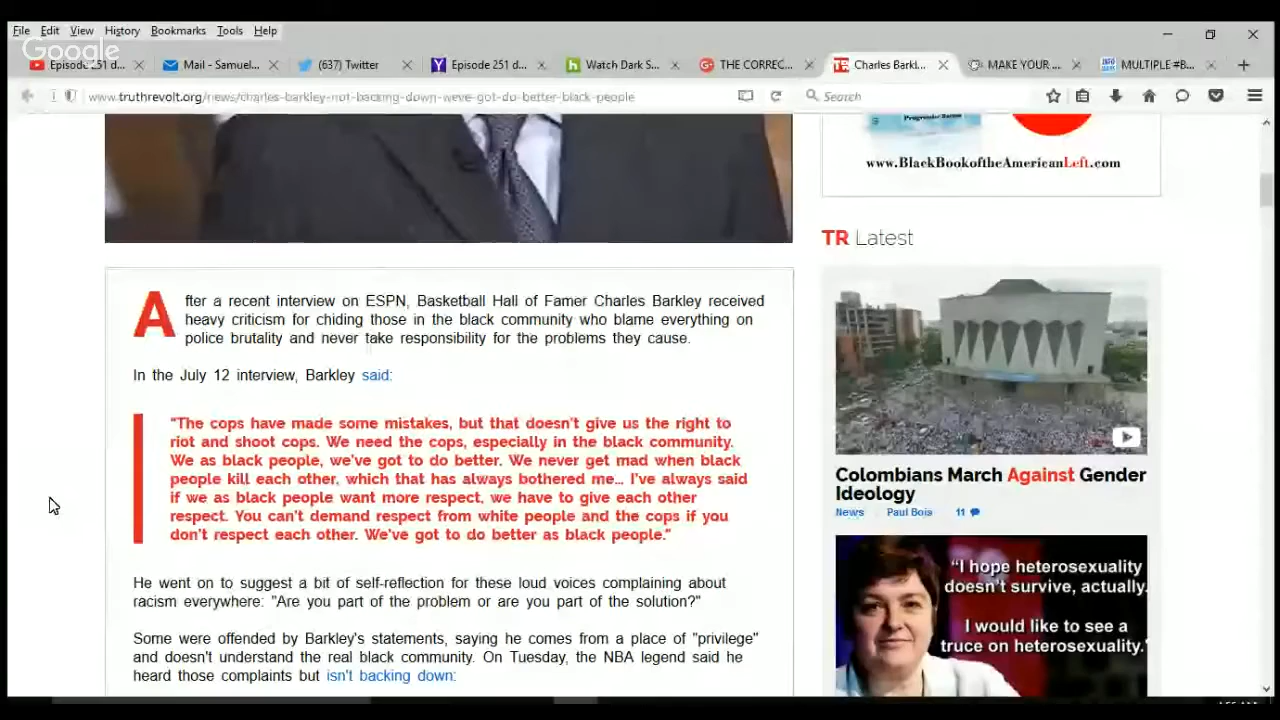 File Edit View History Bookmarks Tools Help
Google
Episode 251 d...
Mail - Samuel...
(637) Twitter
Episode 251 d...
Watch Dark S...
THE CORREC...
Charles Barkl...
MAKE YOUR ...
MULTIPLE #B...
www.truthrevolt.org/news/charles-barkley-not-backing-down-weve-got-do-better-black-people
Search
www.BlackBookoftheAmericanLeft.com
TR Latest
After a recent interview on ESPN, Basketball Hall of Famer Charles Barkley received
heavy criticism for chiding those in the black community who blame everything on
police brutality and never take responsibility for the problems they cause.
In the July 12 interview, Barkley said:
"The cops have made some mistakes, but that doesn't give us the right to
riot and shoot cops. We need the cops, especially in the black community.
We as black people, we've got to do better. We never get mad when black
people kill each other, which that has always bothered me... I've always said
if we as black people want more respect, we have to give each other
respect. You can't demand respect from white people and the cops if you
don't respect each other. We've got to do better as black people."
He went on to suggest a bit of self-reflection for these loud voices complaining about
racism everywhere: "Are you part of the problem or are you part of the solution?"
Some were offended by Barkley's statements, saying he comes from a place of "privilege"
and doesn't understand the real black community. On Tuesday, the NBA legend said he
heard those complaints but isn't backing down:
Colombians March Against Gender
Ideology
News Paul Bois 11
"I hope heterosexuality
doesn't survive, actually.
I would like to see a
truce on heterosexuality."